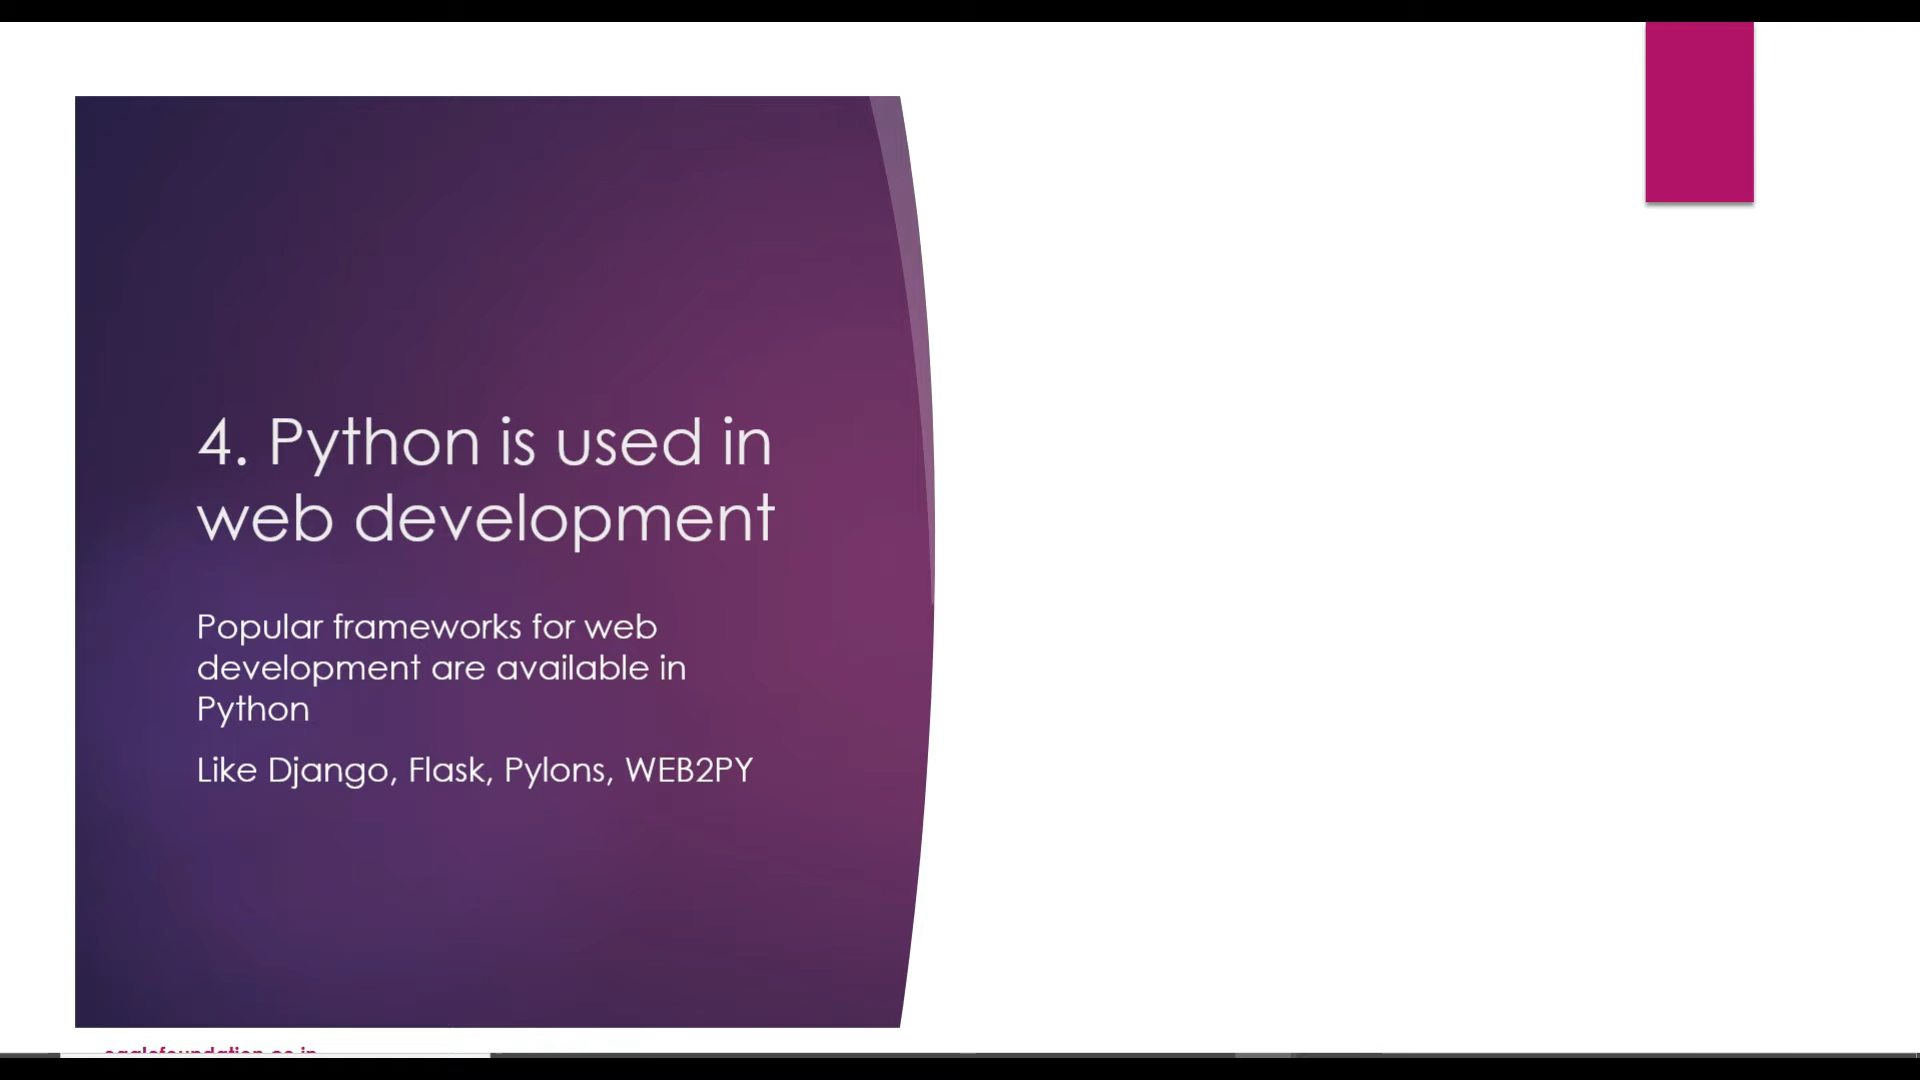 4. Python is used in
web development
Popular frameworks for web
development are available in
Python
Like Django, Flask, Pylons, WEB2PY